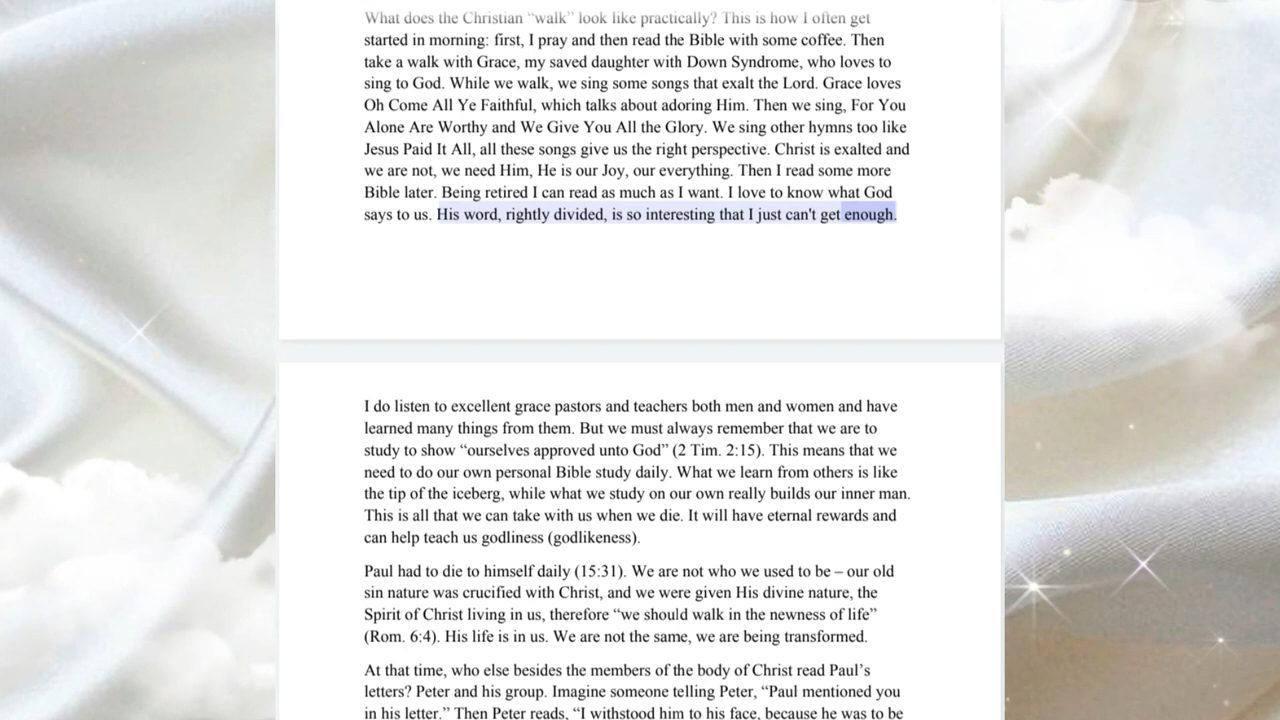 What does the Christian “walk” look like practically? This is how I often get
started in morning: first, I pray and then read the Bible with some coffee. Then
take a walk with Grace, my saved daughter with Down Syndrome, who loves to
sing to God. While we walk, we sing some songs that exalt the Lord. Grace loves
Oh Come All Ye Faithful, which talks about adoring Him. Then we sing, For You
Alone Are Worthy and We Give You All the Glory. We sing other hymns too like
Jesus Paid It All, all these songs give us the right perspective. Christ is exalted and
we are not, we need Him, He is our Joy, our everything. Then I read some more
Bible later. Being retired I can read as much as I want. I love to know what God
says to us. His word, rightly divided, is so interesting that I just can't get enough.
I do listen to excellent grace pastors and teachers both men and women and have
learned many things from them. But we must always remember that we are to
study to show “ourselves approved unto God” (2 Tim. 2:15). This means that we
need to do our own personal Bible study daily. What we learn from others is like
the tip of the iceberg, while what we study on our own really builds our inner man.
This is all that we can take with us when we die. It will have eternal rewards and
can help teach us godliness (godlikeness).
Paul had to die to himself daily (15:31). We are not who we used to be – our old
sin nature was crucified with Christ, and we were given His divine nature, the
Spirit of Christ living in us, therefore “we should walk in the newness of life”
(Rom. 6:4). His life is in us. We are not the same, we are being transformed.
At that time, who else besides the members of the body of Christ read Paul’s
letters? Peter and his group. Imagine someone telling Peter, “Paul mentioned you
in his letter.” Then Peter reads, “I withstood him to his face, because he was to be